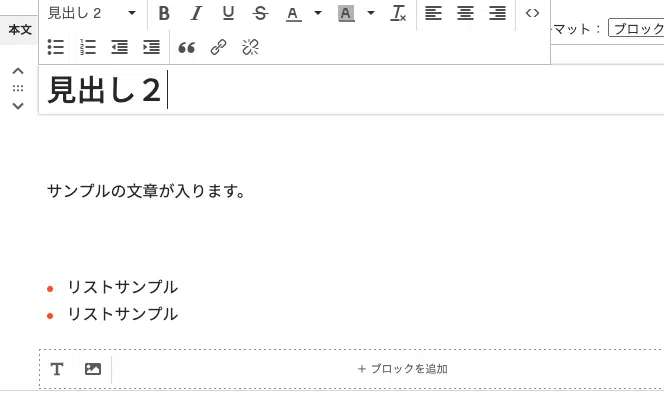 見出し 2
B I U S A A Tx <>
本文
マット： ブロック
見出し２
サンプルの文章が入ります。
リストサンプル
リストサンプル
T
+ ブロックを追加